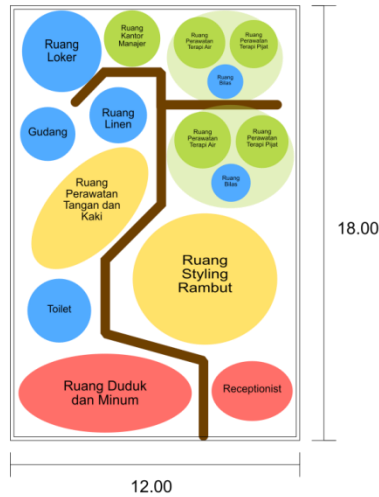 Ruang
Loker
Ruang
Kantor
Manajer
Ruang
Perawatan
Terapi Air
Ruang
Perawatan
Terapi Pijat
Ruang
Bilas
Gudang
Ruang
Linen
Ruang
Perawatan
Terapi Air
Ruang
Perawatan
Terapi Pijat
Ruang
Bilas
Ruang
Perawatan
Tangan dan
Kaki
18.00
Ruang
Styling
Rambut
Toilet
Ruang Duduk
dan Minum
Receptionist
12.00